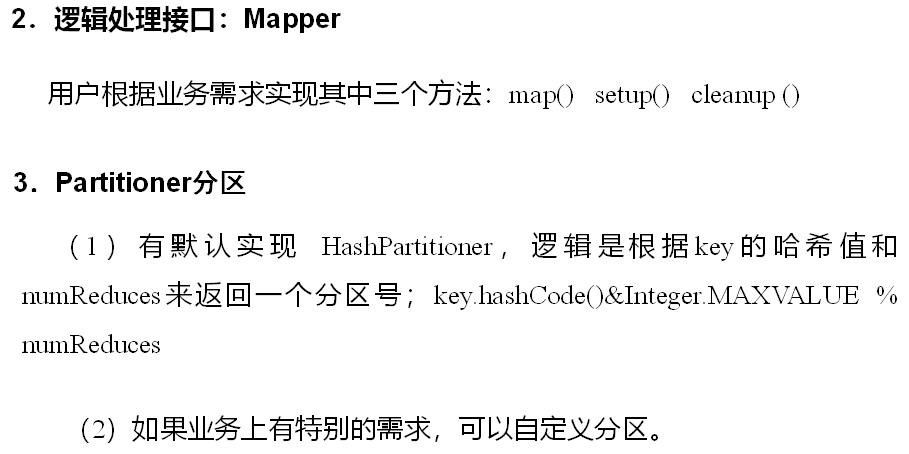 2．逻辑处理接口：Mapper
用户根据业务需求实现其中三个方法：map() setup() cleanup ()
3．Partitioner分区
（1）有默认实现 HashPartitioner，逻辑是根据key的哈希值和
numReduces来返回一个分区号；key.hashCode()&Integer.MAXVALUE %
numReduces
（2）如果业务上有特别的需求，可以自定义分区。